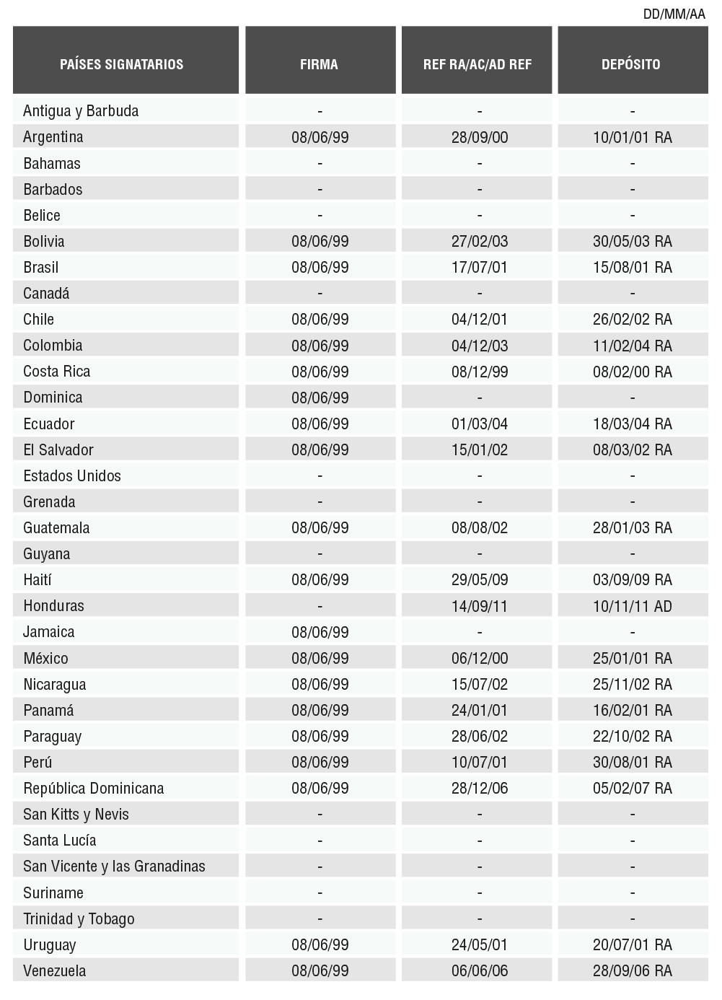 DD/MM/AA
PAÍSES SIGNATARIOS FIRMA REF RA/AC/AD REF DEPÓSITO
Antigua y Barbuda - - -
Argentina 08/06/99 28/09/00 10/01/01 RA
Bahamas - - -
Barbados - - -
Belice - - -
Bolivia 08/06/99 27/02/03 30/05/03 RA
Brasil 08/06/99 17/07/01 15/08/01 RA
Canadá - - -
Chile 08/06/99 04/12/01 26/02/02 RA
Colombia 08/06/99 04/12/03 11/02/04 RA
Costa Rica 08/06/99 08/12/99 08/02/00 RA
Dominica 08/06/99 - -
Ecuador 08/06/99 01/03/04 18/03/04 RA
El Salvador 08/06/99 15/01/02 08/03/02 RA
Estados Unidos - - -
Grenada - - -
Guatemala 08/06/99 08/08/02 28/01/03 RA
Guyana - - -
Haití 08/06/99 29/05/09 03/09/09 RA
Honduras - 14/09/11 10/11/11 AD
Jamaica 08/06/99 - -
México 08/06/99 06/12/00 25/01/01 RA
Nicaragua 08/06/99 15/07/02 25/11/02 RA
Panamá 08/06/99 24/01/01 16/02/01 RA
Paraguay 08/06/99 28/06/02 22/10/02 RA
Perú 08/06/99 10/07/01 30/08/01 RA
República Dominicana 08/06/99 28/12/06 05/02/07 RA
San Kitts y Nevis - - -
Santa Lucía - - -
San Vicente y las Granadinas - - -
Suriname - - -
Trinidad y Tobago - - -
Uruguay 08/06/99 24/05/01 20/07/01 RA
Venezuela 08/06/99 06/06/06 28/09/06 RA